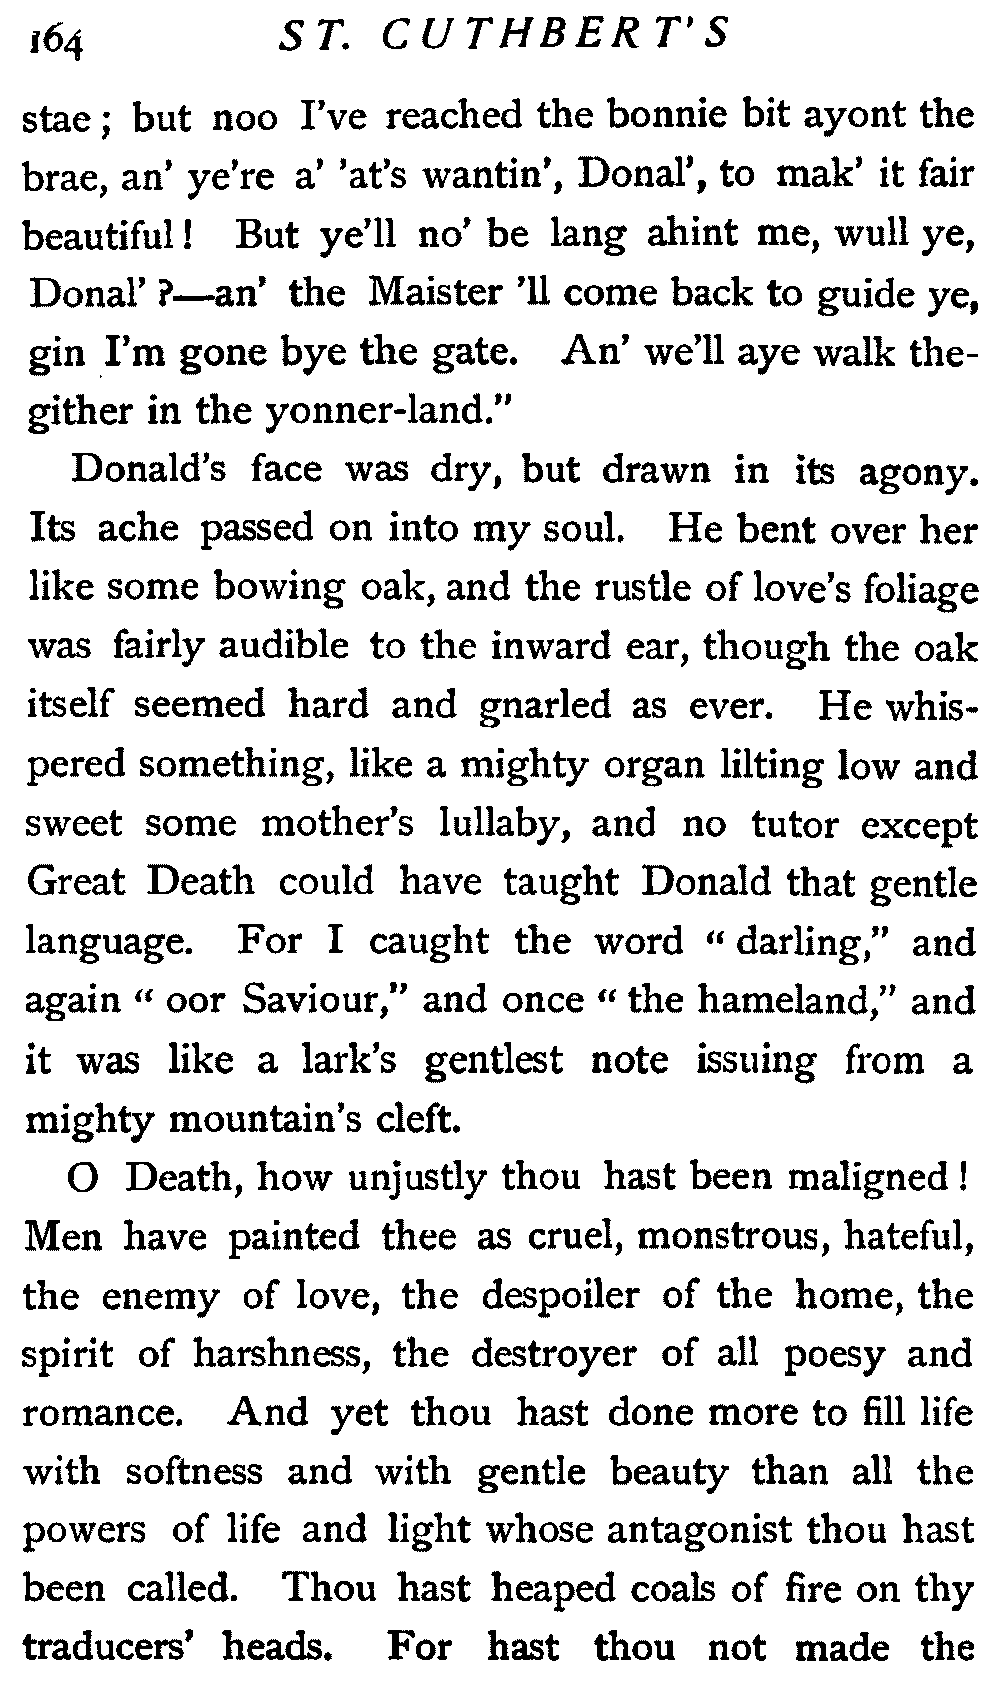 164 ST. CUTHBERT'S
stae; but noo I've reached the bonnie bit ayont the
brae, an' ye're a' 'at's wantin', Donal', to mak' it fair
beautiful! But ye'll no' be lang ahint me, wull ye,
Donal'?—an' the Maister 'll come back to guide ye,
gin I'm gone bye the gate. An' we'll aye walk the-
gither in the yonner-land."
Donald's face was dry, but drawn in its agony.
Its ache passed on into my soul. He bent over her
like some bowing oak, and the rustle of love's foliage
was fairly audible to the inward ear, though the oak
itself seemed hard and gnarled as ever. He whis-
pered something, like a mighty organ lilting low and
sweet some mother's lullaby, and no tutor except
Great Death could have taught Donald that gentle
language. For I caught the word "darling," and
again "oor Saviour," and once "the hameland," and
it was like a lark's gentlest note issuing from a
mighty mountain's cleft.
O Death, how unjustly thou hast been maligned!
Men have painted thee as cruel, monstrous, hateful,
the enemy of love, the despoiler of the home, the
spirit of harshness, the destroyer of all poesy and
romance. And yet thou hast done more to fill life
with softness and with gentle beauty than all the
powers of life and light whose antagonist thou hast
been called. Thou hast heaped coals of fire on thy
traducers' heads. For hast thou not made the